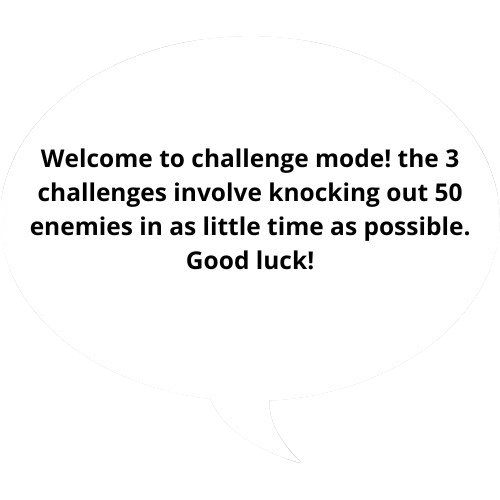 Welcome to challenge mode! the 3
challenges involve knocking out 50
enemies in as little time as possible.
Good luck!